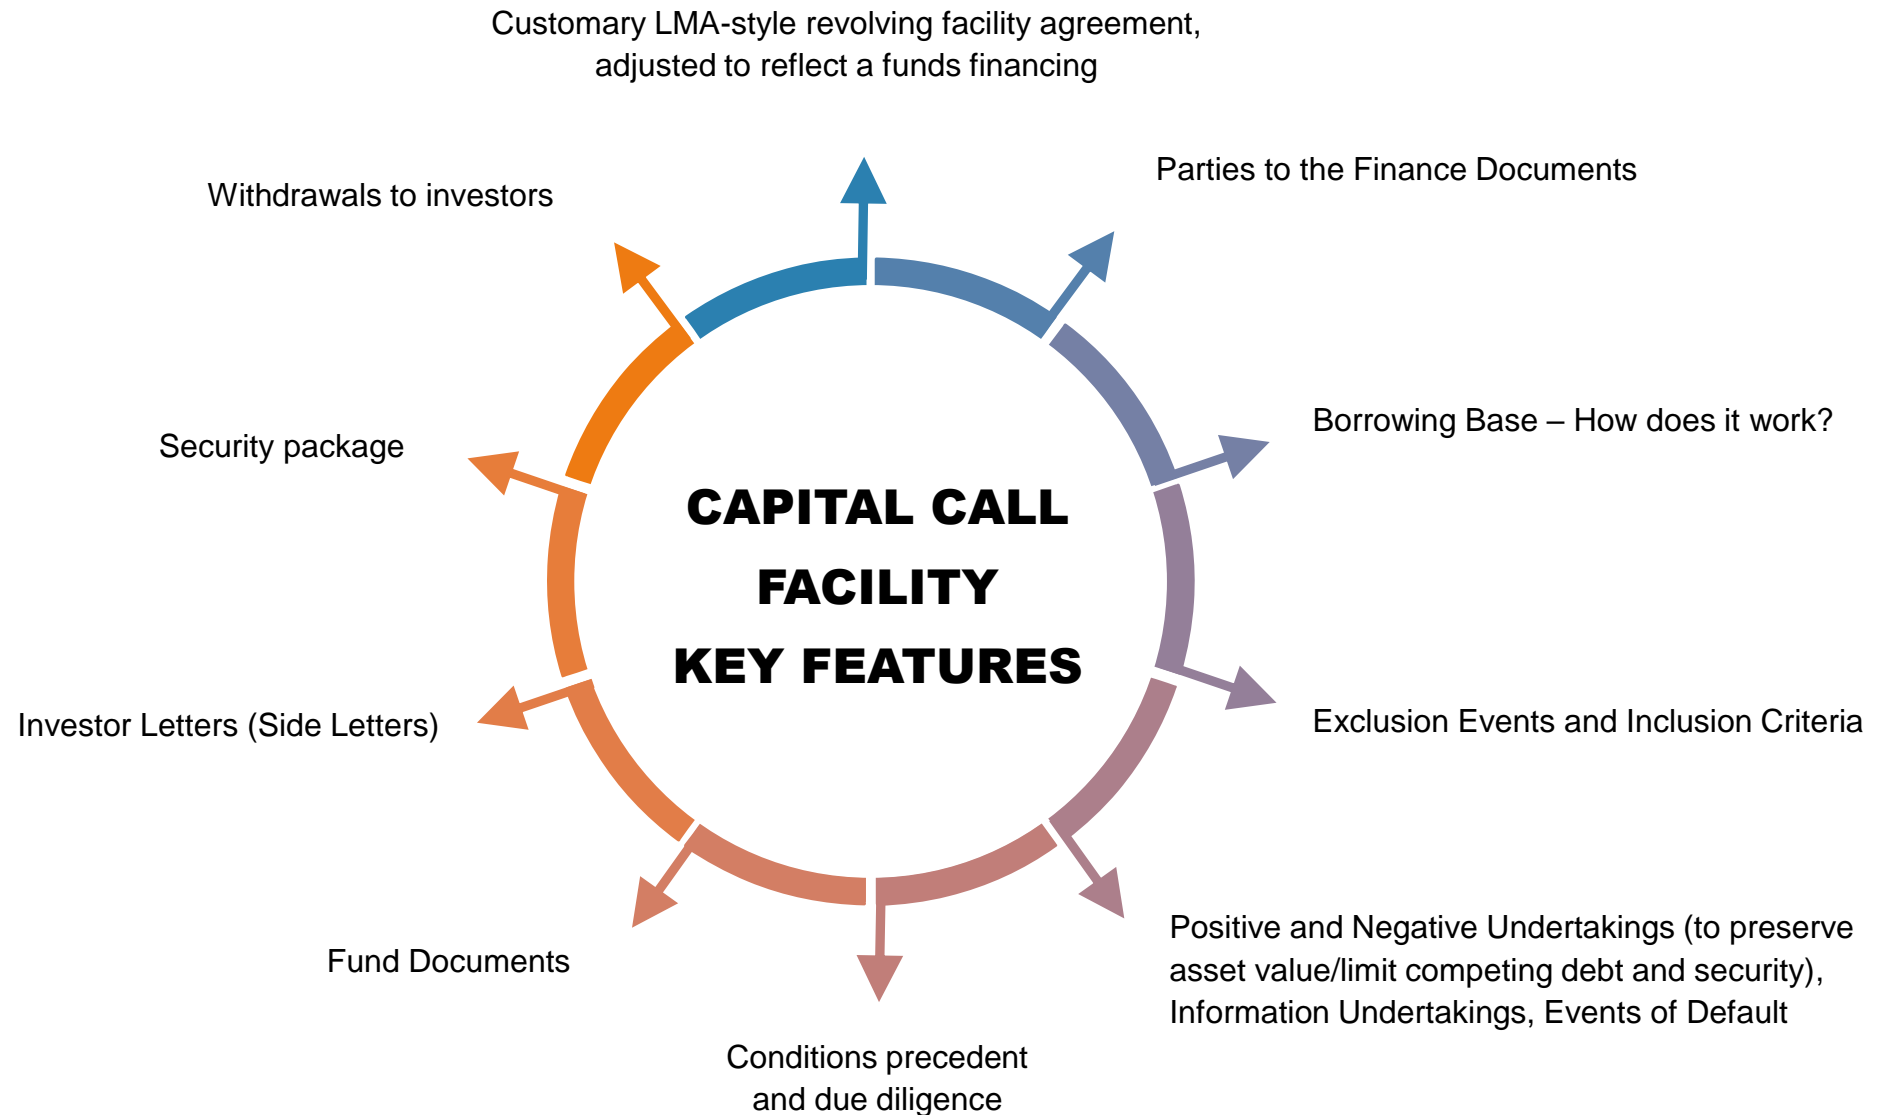 Customary LMA-style revolving facility agreement,
adjusted to reflect a funds financing
Parties to the Finance Documents
Withdrawals to investors
Borrowing Base – How does it work?
Security package
CAPITAL CALL
FACILITY
KEY FEATURES
Investor Letters (Side Letters)
Exclusion Events and Inclusion Criteria
Fund Documents
Positive and Negative Undertakings (to preserve
asset value/limit competing debt and security),
Information Undertakings, Events of Default
Conditions precedent
and due diligence